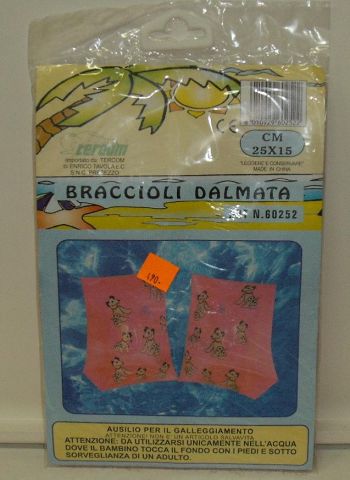 CE
CM
25X15
tercom
Importato da: TERCOM
DI ENRICO TAVOLA & C.
S.N.C.
"LEGGERE E CONSERVARE"
MADE IN CHINA
BRACCIOLI DALMATA
N.60252
490-
AUSILIO PER IL GALLEGGIAMENTO
ATTENZIONE! NON E' UN ARTICOLO SALVAVITA
ATTENZIONE: DA UTILIZZARSI UNICAMENTE NELL'ACQUA
DOVE IL BAMBINO TOCCA IL FONDO CON I PIEDI E SOTTO
SORVEGLIANZA DI UN ADULTO.